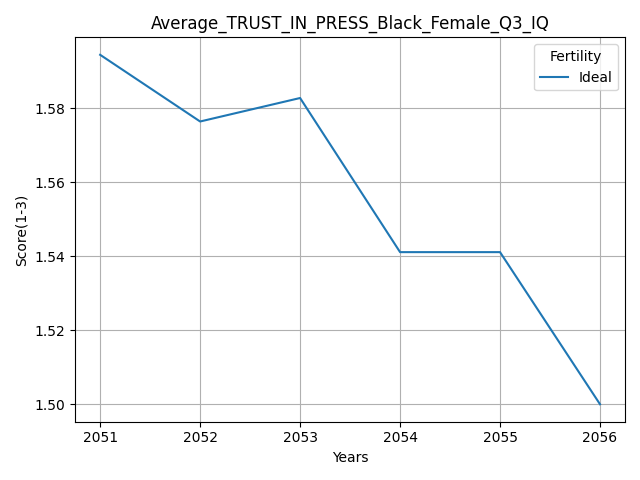 Average_TRUST_IN_PRESS_Black_Female_Q3_IQ
Fertility
Ideal
Score(1-3)
1.58
1.56
1.54
1.52
1.50
2051 2052 2053 2054 2055 2056
Years